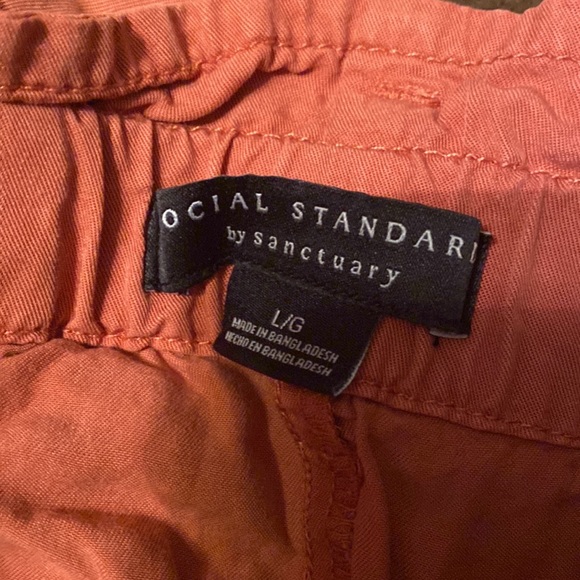 OCIAL STANDAR
by sanctuary
L/G
MADE IN BANGLADESH
HECHO EN BANGLADESH